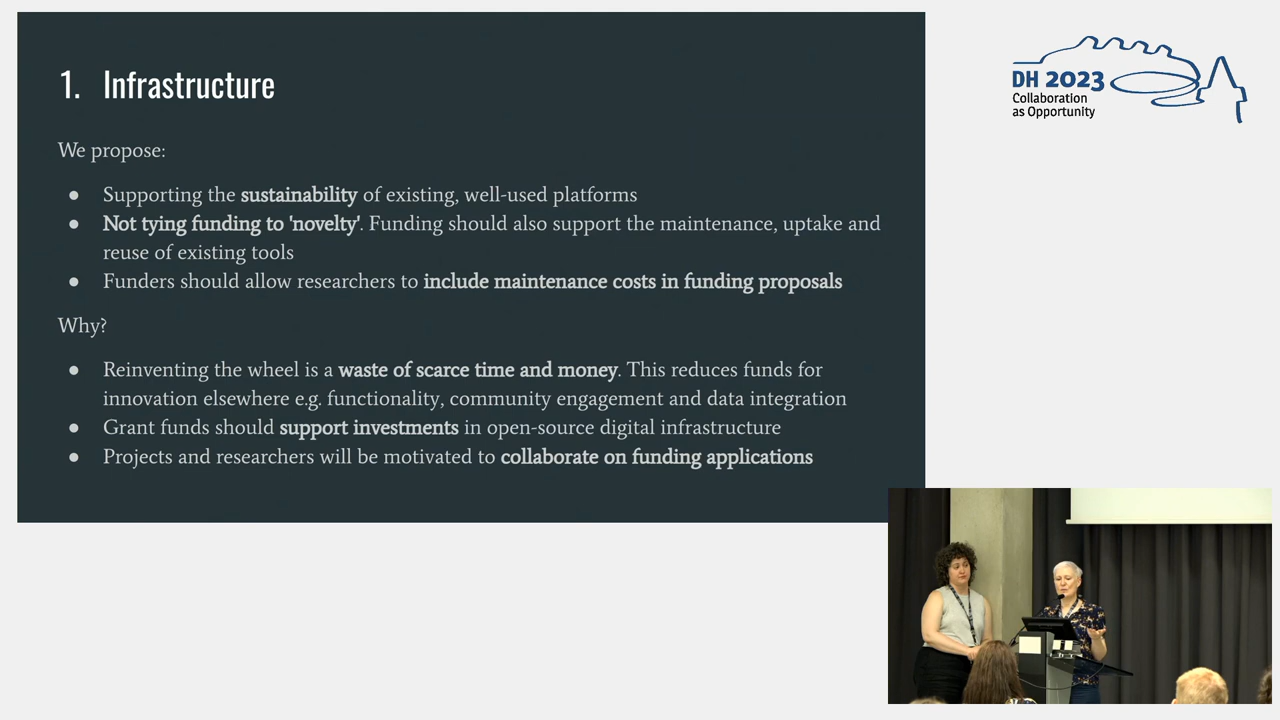 1. Infrastructure
We propose:
● Supporting the sustainability of existing, well-used platforms
● Not tying funding to 'novelty'. Funding should also support the maintenance, uptake and
reuse of existing tools
● Funders should allow researchers to include maintenance costs in funding proposals
Why?
● Reinventing the wheel is a waste of scarce time and money. This reduces funds for
innovation elsewhere e.g. functionality, community engagement and data integration
● Grant funds should support investments in open-source digital infrastructure
● Projects and researchers will be motivated to collaborate on funding applications
DH 2023
Collaboration
as Opportunity